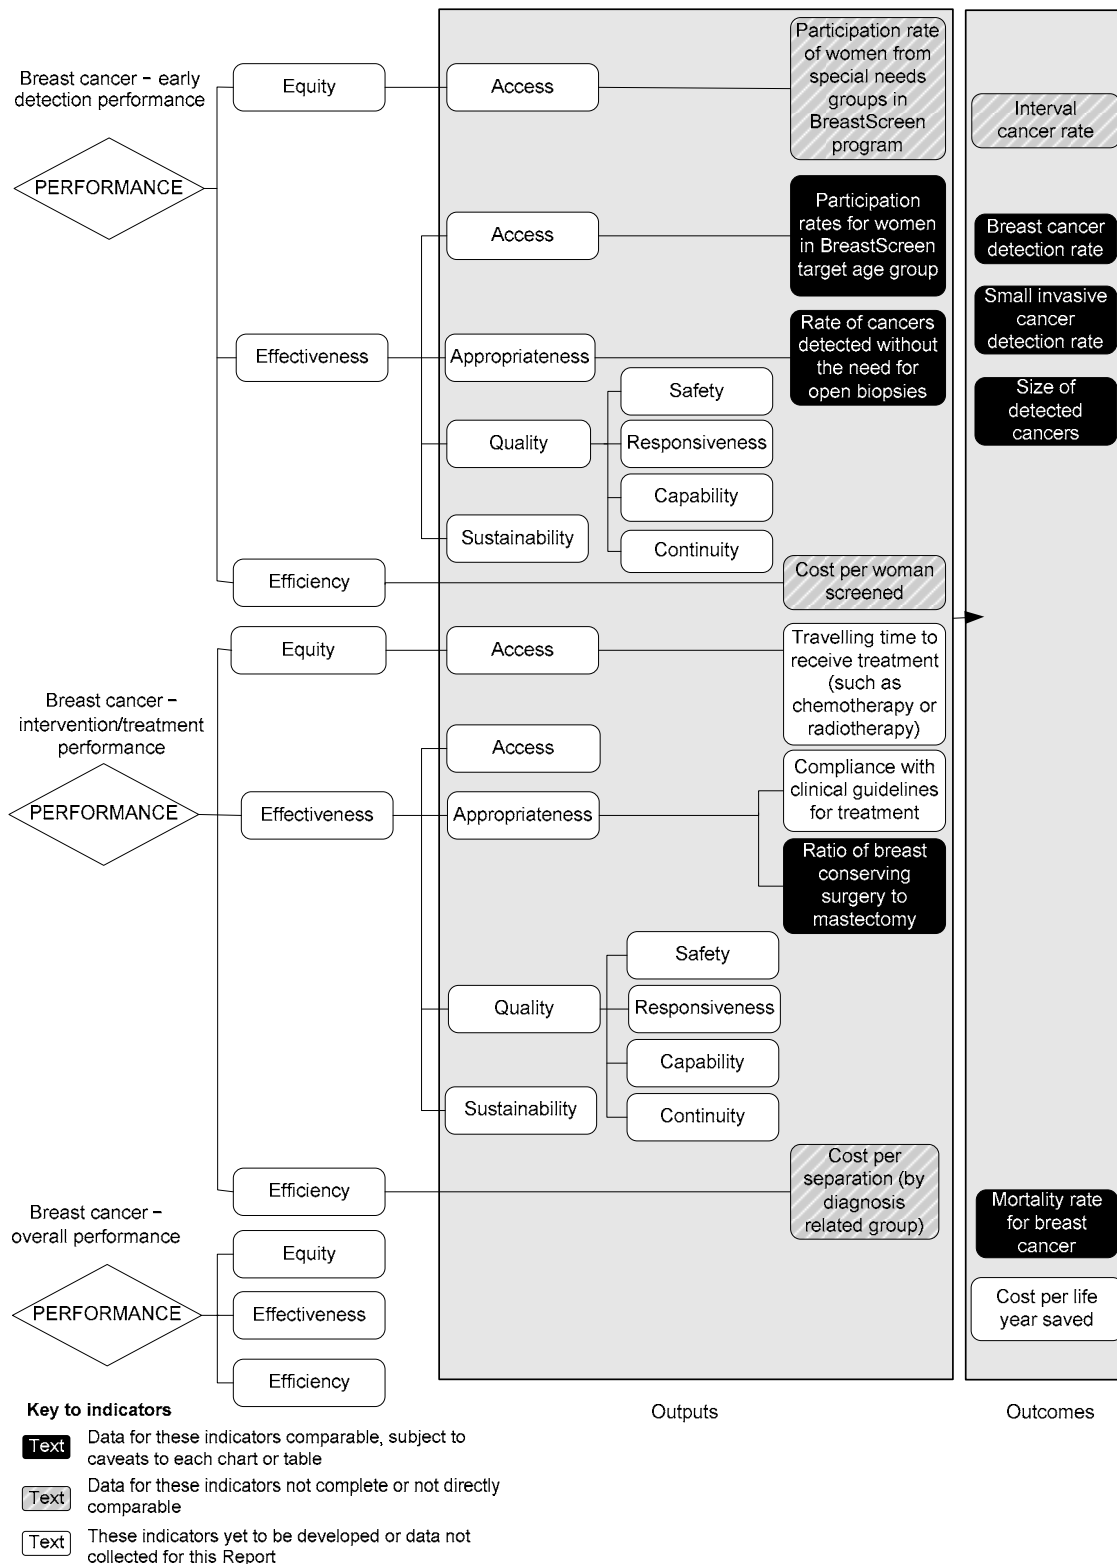 Breast cancer – early
detection performance
PERFORMANCE
Equity
Access
Participation rate
of women from
special needs
groups in
BreastScreen
program
Interval
cancer rate
Access
Participation
rates for women
in BreastScreen
target age group
Breast cancer
detection rate
Small invasive
cancer
detection rate
Effectiveness
Appropriateness
Rate of cancers
detected without
the need for
open biopsies
Size of
detected
cancers
Quality
Safety
Responsiveness
Capability
Continuity
Sustainability
Efficiency
Cost per woman
screened
Breast cancer –
intervention/treatment
performance
PERFORMANCE
Equity
Access
Travelling time to
receive treatment
(such as
chemotherapy or
radiotherapy)
Access
Effectiveness
Appropriateness
Compliance with
clinical guidelines
for treatment
Ratio of breast
conserving
surgery to
mastectomy
Quality
Safety
Responsiveness
Capability
Continuity
Sustainability
Efficiency
Cost per
separation (by
diagnosis
related group)
Breast cancer –
overall performance
PERFORMANCE
Equity
Effectiveness
Efficiency
Mortality rate
for breast
cancer
Cost per life
year saved
Outputs
Outcomes
Key to indicators
Text
Data for these indicators comparable, subject to
caveats to each chart or table
Text
Data for these indicators not complete or not directly
comparable
Text
These indicators yet to be developed or data not
collected for this Report